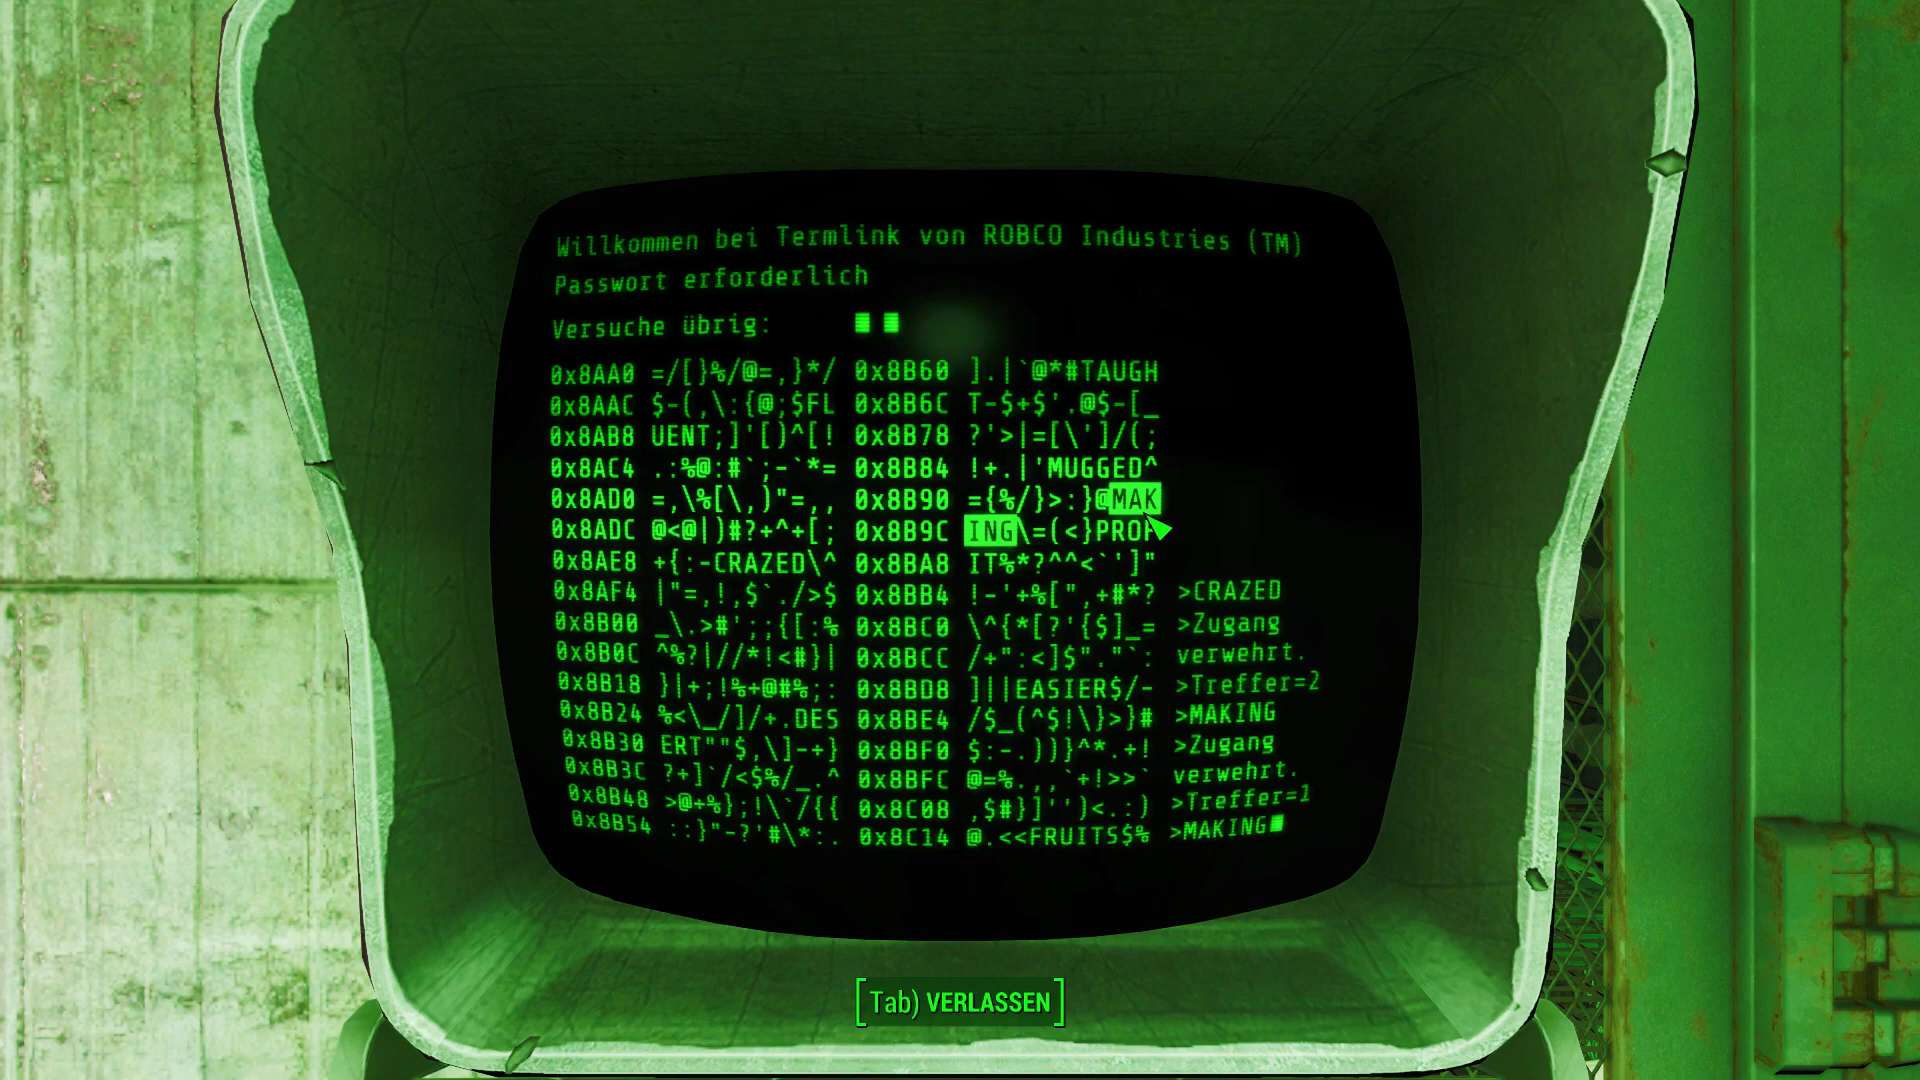 Willkommen bei Termlink von ROBCO Industries (TM)
Passwort erforderlich
Versuche übrig:
0x8AA0 =/[}%/@=,}*/ 0x8B60 ].|`@*#TAUGH
0x8AAC $-(,\:{@;$FL 0x8B6C T-$+$'.@$-[_
0x8AB8 UENT;]'[)^[! 0x8B78 ?'>|=[\']/(;
0x8AC4 .:%@:#`;-`*= 0x8B84 !+.|'MUGGED^
0x8AD0 =,\%[\,)"=,, 0x8B90 ={%/}>:}@MAK
0x8ADC @<@|)#?+^+[; 0x8B9C ING\=(<}PROF
0x8AE8 +{:-CRAZED\^ 0x8BA8 IT%*?^^<`']"
0x8AF4 |"=,!,$`./>$ 0x8BB4 !-'+%[",+#*? >CRAZED
0x8B00 _\.>#';;{[:% 0x8BC0 \^{*[?'{$]_= >Zugang
0x8B0C ^%?|//*!<#}| 0x8BCC /+":<]$"."`: verwehrt.
0x8B18 }|+;!%+@#%;: 0x8BD8 ]||EASIER$/- >Treffer=2
0x8B24 %<\_/]/+.DES 0x8BE4 /$_(^$!\}>}# >MAKING
0x8B30 ERT""$,\]-+} 0x8BF0 $:-.))}^*.+! >Zugang
0x8B3C ?+]`/<$%/_.^ 0x8BFC @=%.,,`+!>>` verwehrt.
0x8B48 >@+%};!\`/{{ 0x8C08 ,$#}]'')<.:) >Treffer=1
0x8B54 ::}"-?'#\*:. 0x8C14 @.<<FRUITS$% >MAKING
Tab) VERLASSEN